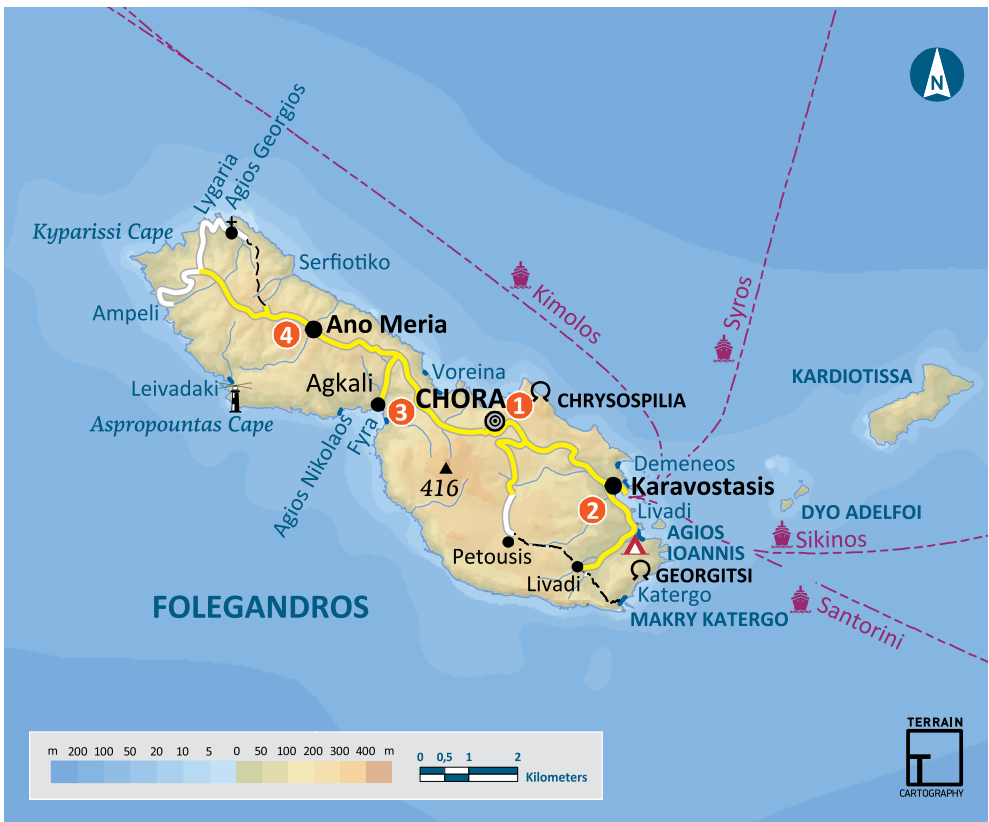 N
Lygaria
Agios Georgios
Kyparissi Cape
Serfiotiko
Kimolos
Syros
Ampeli
Ano Meria
4
Voreina
KARDIOTISSA
Leivadaki
Agkali
CHORA
1
CHRYSOSPILIA
3
Aspropountas Cape
Agios Nikolaos
Fyra
416
Demeneos
Karavostasis
2
Livadi
DYO ADELFOI
AGIOS
IOANNIS
Sikinos
Petousis
GEORGITSI
Livadi
Katergo
MAKRY KATERGO
Santorini
FOLEGANDROS
m 200 100 50 20 10 5 0 50 100 200 300 400 m
0 0,5 1 2
Kilometers
TERRAIN
T
CARTOGRAPHY